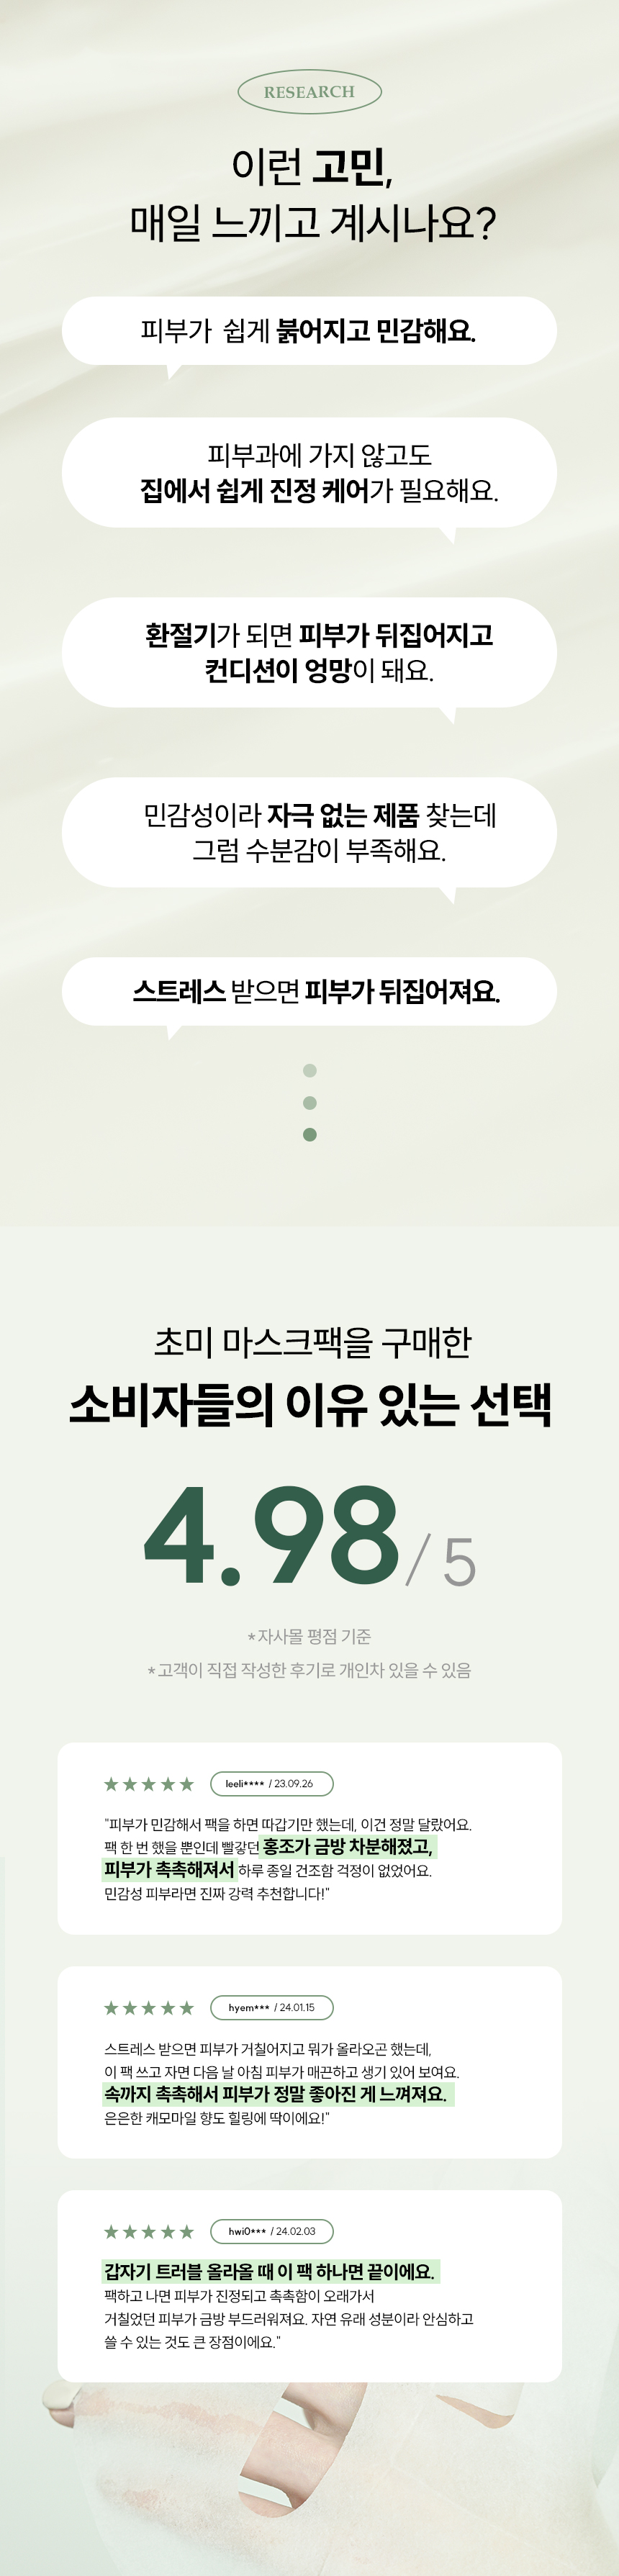 RESEARCH
이런 고민,
매일 느끼고 계시나요?
피부가 쉽게 붉어지고 민감해요.
피부과에 가지 않고도
집에서 쉽게 진정 케어가 필요해요.
환절기가 되면 피부가 뒤집어지고
컨디션이 엉망이 돼요.
민감성이라 자극 없는 제품 찾는데
그럼 수분감이 부족해요.
스트레스 받으면 피부가 뒤집어져요.
초미 마스크팩을 구매한
소비자들의 이유 있는 선택
4.98/5
*자사몰 평점 기준
*고객이 직접 작성한 후기로 개인차 있을 수 있음
★★★★★ leeli**** / 23.09.26
"피부가 민감해서 팩을 하면 따갑기만 했는데, 이건 정말 달랐어요.
팩 한 번 했을 뿐인데 빨갛던 홍조가 금방 차분해졌고,
피부가 촉촉해져서 하루 종일 건조함 걱정이 없었어요.
민감성 피부라면 진짜 강력 추천합니다!"
★★★★★ hyem*** / 24.01.15
스트레스 받으면 피부가 거칠어지고 뭐가 올라오곤 했는데,
이 팩 쓰고 자면 다음 날 아침 피부가 매끈하고 생기 있어 보여요.
속까지 촉촉해서 피부가 정말 좋아진 게 느껴져요.
은은한 캐모마일 향도 힐링에 딱이에요!"
★★★★★ hwi0*** / 24.02.03
갑자기 트러블 올라올 때 이 팩 하나면 끝이에요.
팩하고 나면 피부가 진정되고 촉촉함이 오래가서
거칠었던 피부가 금방 부드러워져요. 자연 유래 성분이라 안심하고
쓸 수 있는 것도 큰 장점이에요."